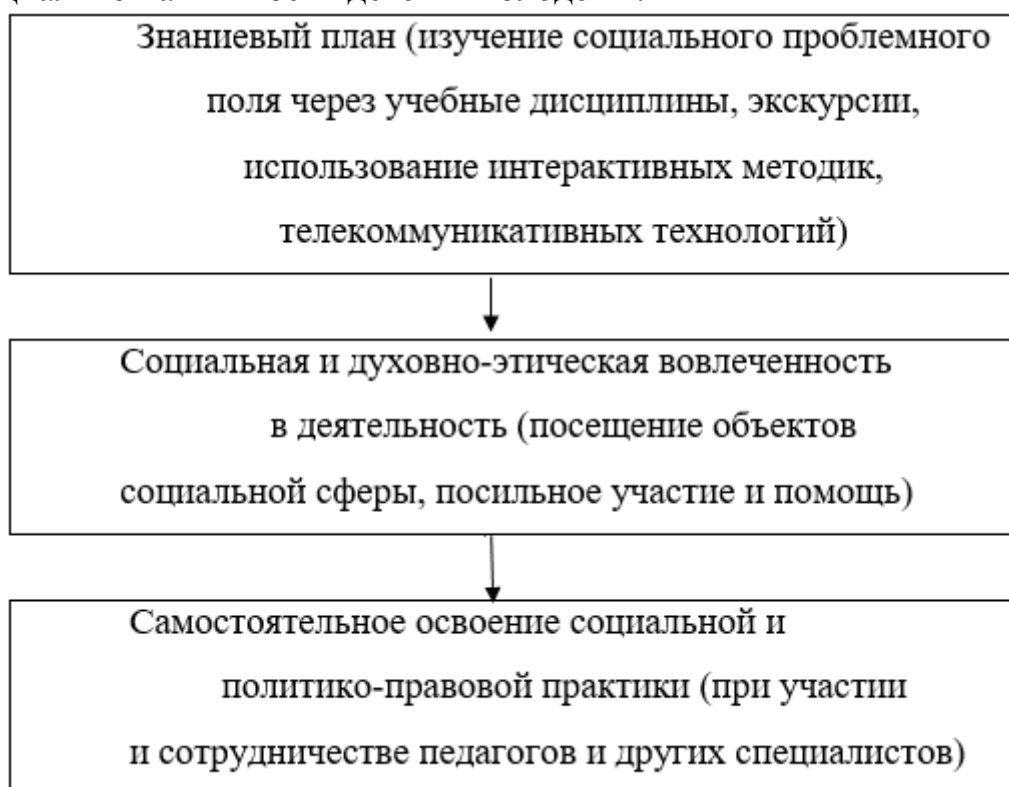 Знаниевый план (изучение социального проблемного
поля через учебные дисциплины, экскурсии,
использование интерактивных методик,
телекоммуникативных технологий)
Социальная и духовно-этическая вовлеченность
в деятельность (посещение объектов
социальной сферы, посильное участие и помощь)
Самостоятельное освоение социальной и
политико-правовой практики (при участии
и сотрудничестве педагогов и других специалистов)